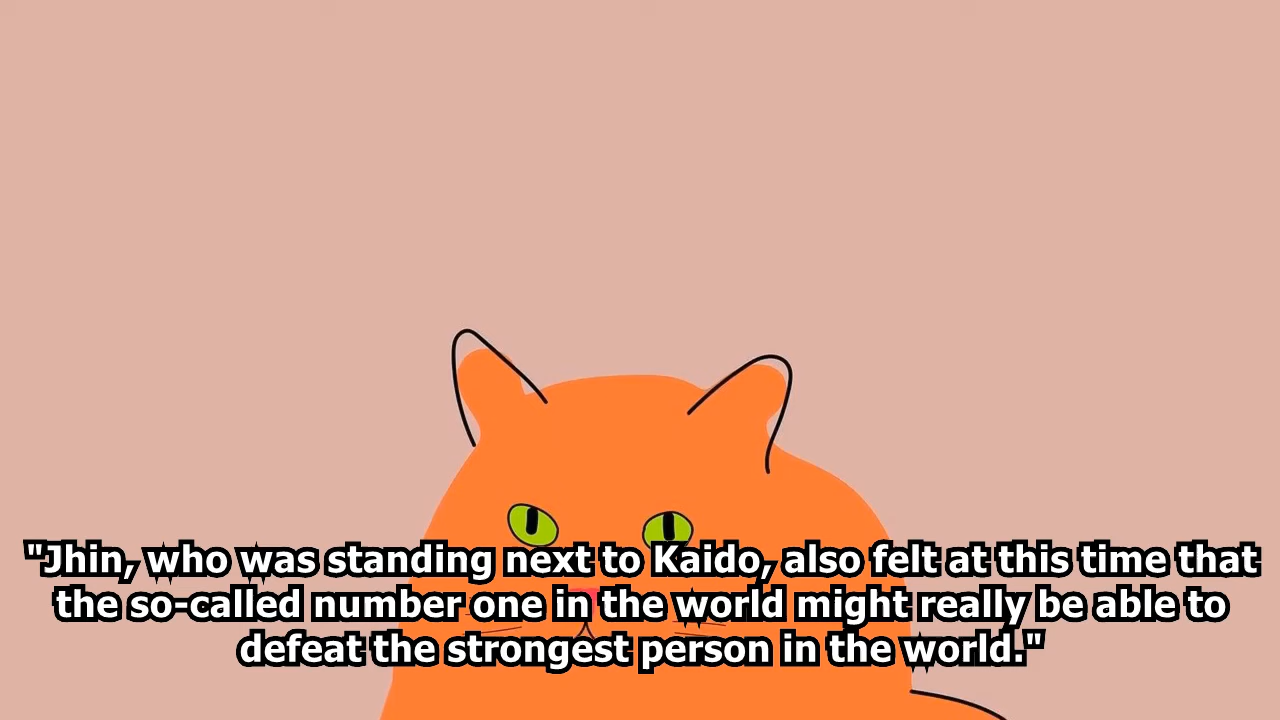 "Jhin, who was standing next to Kaido, also felt at this time that
the so-called number one in the world might really be able to
defeat the strongest person in the world."